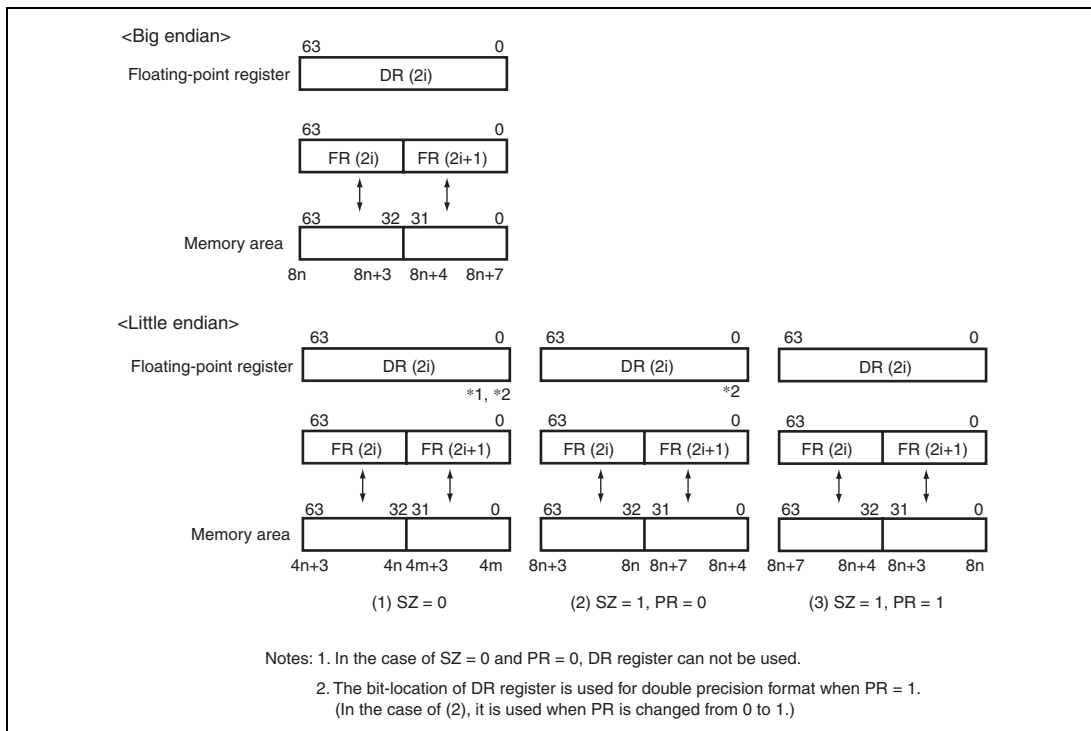 <Big endian>
63 0
Floating-point register DR (2i)
63 0
FR (2i) FR (2i+1)
63 32 31 0
Memory area
8n 8n+3 8n+4 8n+7
<Little endian>
63 0 63 0 63 0
Floating-point register DR (2i) DR (2i) DR (2i)
*1, *2 *2
63 0 63 0 63 0
FR (2i) FR (2i+1) FR (2i) FR (2i+1) FR (2i) FR (2i+1)
63 32 31 0 63 32 31 0 63 32 31 0
Memory area
4n+3 4n 4m+3 4m 8n+3 8n 8n+7 8n+4 8n+7 8n+4 8n+3 8n
(1) SZ = 0 (2) SZ = 1, PR = 0 (3) SZ = 1, PR = 1
Notes: 1. In the case of SZ = 0 and PR = 0, DR register can not be used.
2. The bit-location of DR register is used for double precision format when PR = 1.
(In the case of (2), it is used when PR is changed from 0 to 1.)